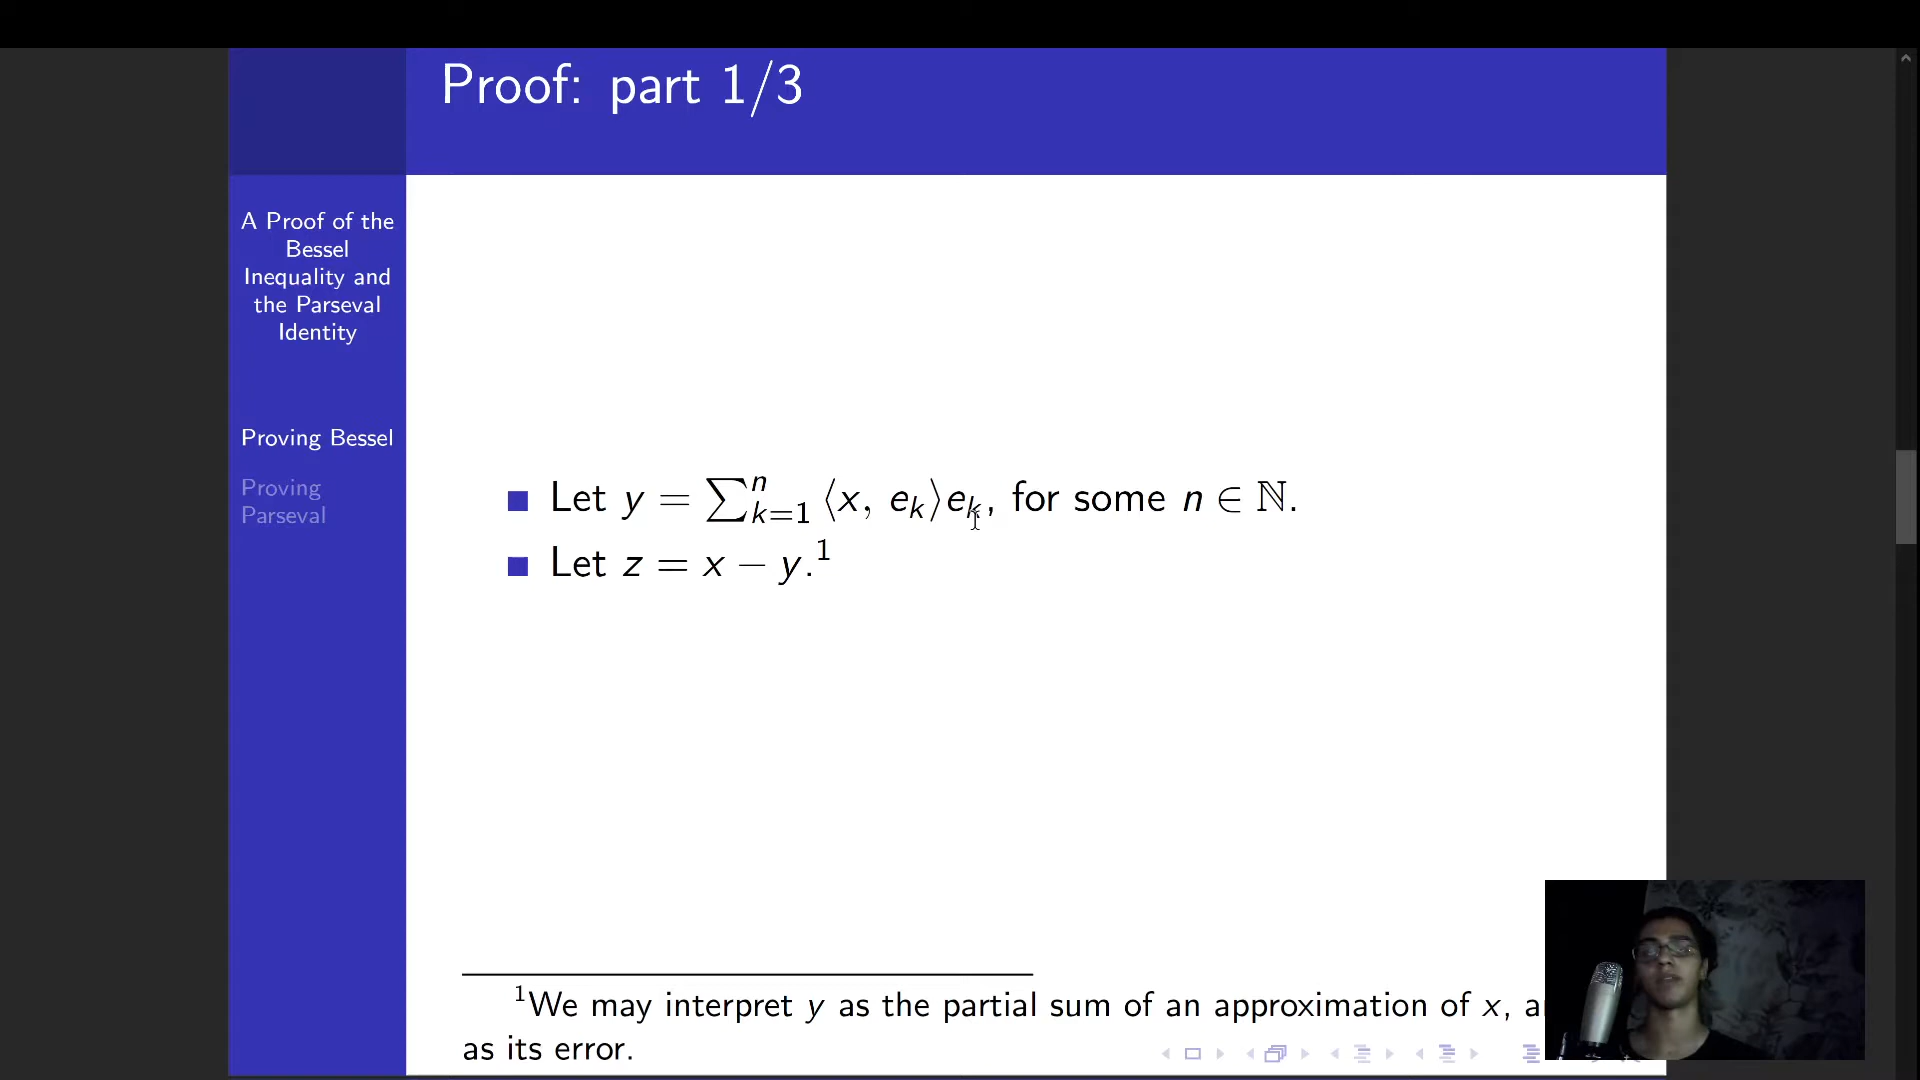 Proof: part 1/3
A Proof of the
Bessel
Inequality and
the Parseval
Identity
Proving Bessel
Proving
Parseval
Let y = ∑ⁿₖ₌₁ ⟨x, eₖ⟩eₖ, for some n ∈ ℕ.
Let z = x − y.¹
¹We may interpret y as the partial sum of an approximation of x,
as its error.